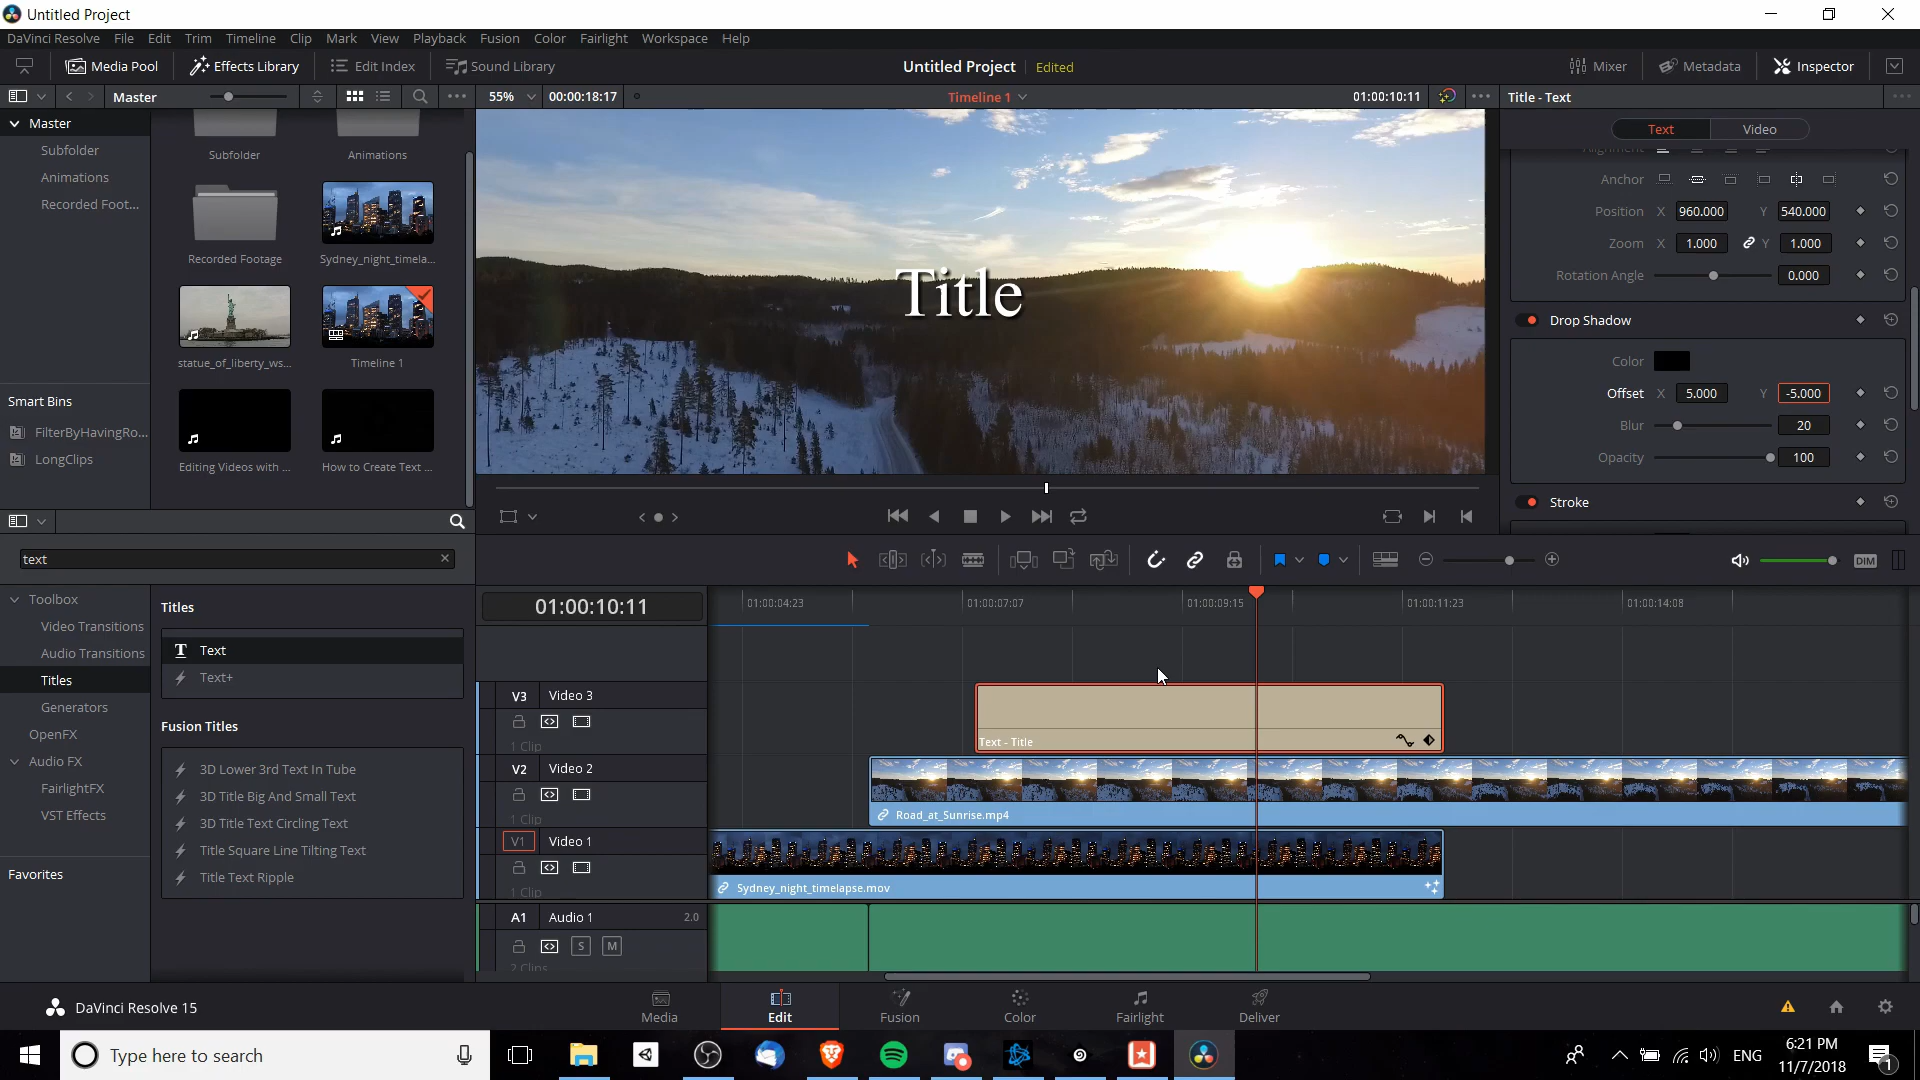 Untitled Project
DaVinci Resolve File Edit Trim Timeline Clip Mark View Playback Fusion Color Fairlight Workspace Help
Media Pool Effects Library Edit Index Sound Library Untitled Project Edited Mixer Metadata Inspector
Master 55% 00:00:18:17 Timeline 1 01:00:10:11 Title - Text
Master
Subfolder
Animations
Recorded Foot...
Subfolder Animations
Recorded Footage Sydney_night_timela...
statue_of_liberty_ws... Timeline 1
Editing Videos with ... How to Create Text ...
Smart Bins
FilterByHavingRo...
LongClips
Title
Text Video
Alignment
Anchor
Position X 960.000 Y 540.000
Zoom X 1.000 Y 1.000
Rotation Angle 0.000
Drop Shadow
Color
Offset X 5.000 Y -5.000
Blur 20
Opacity 100
Stroke
text
Toolbox
Video Transitions
Audio Transitions
Titles
Generators
OpenFX
Audio FX
FairlightFX
VST Effects
Favorites
Titles
T Text
Text+
Fusion Titles
3D Lower 3rd Text In Tube
3D Title Big And Small Text
3D Title Text Circling Text
Title Square Line Tilting Text
Title Text Ripple
DIM
01:00:10:11 01:00:04:23 01:00:07:07 01:00:09:15 01:00:11:23 01:00:14:08
V3 Video 3
1 Clip
Text - Title
V2 Video 2
1 Clip
Road_at_Sunrise.mp4
V1 Video 1
1 Clip
Sydney_night_timelapse.mov
A1 Audio 1 2.0
S M
2 Clips
DaVinci Resolve 15
Media Edit Fusion Color Fairlight Deliver
Type here to search
ENG
6:21 PM
11/7/2018
1